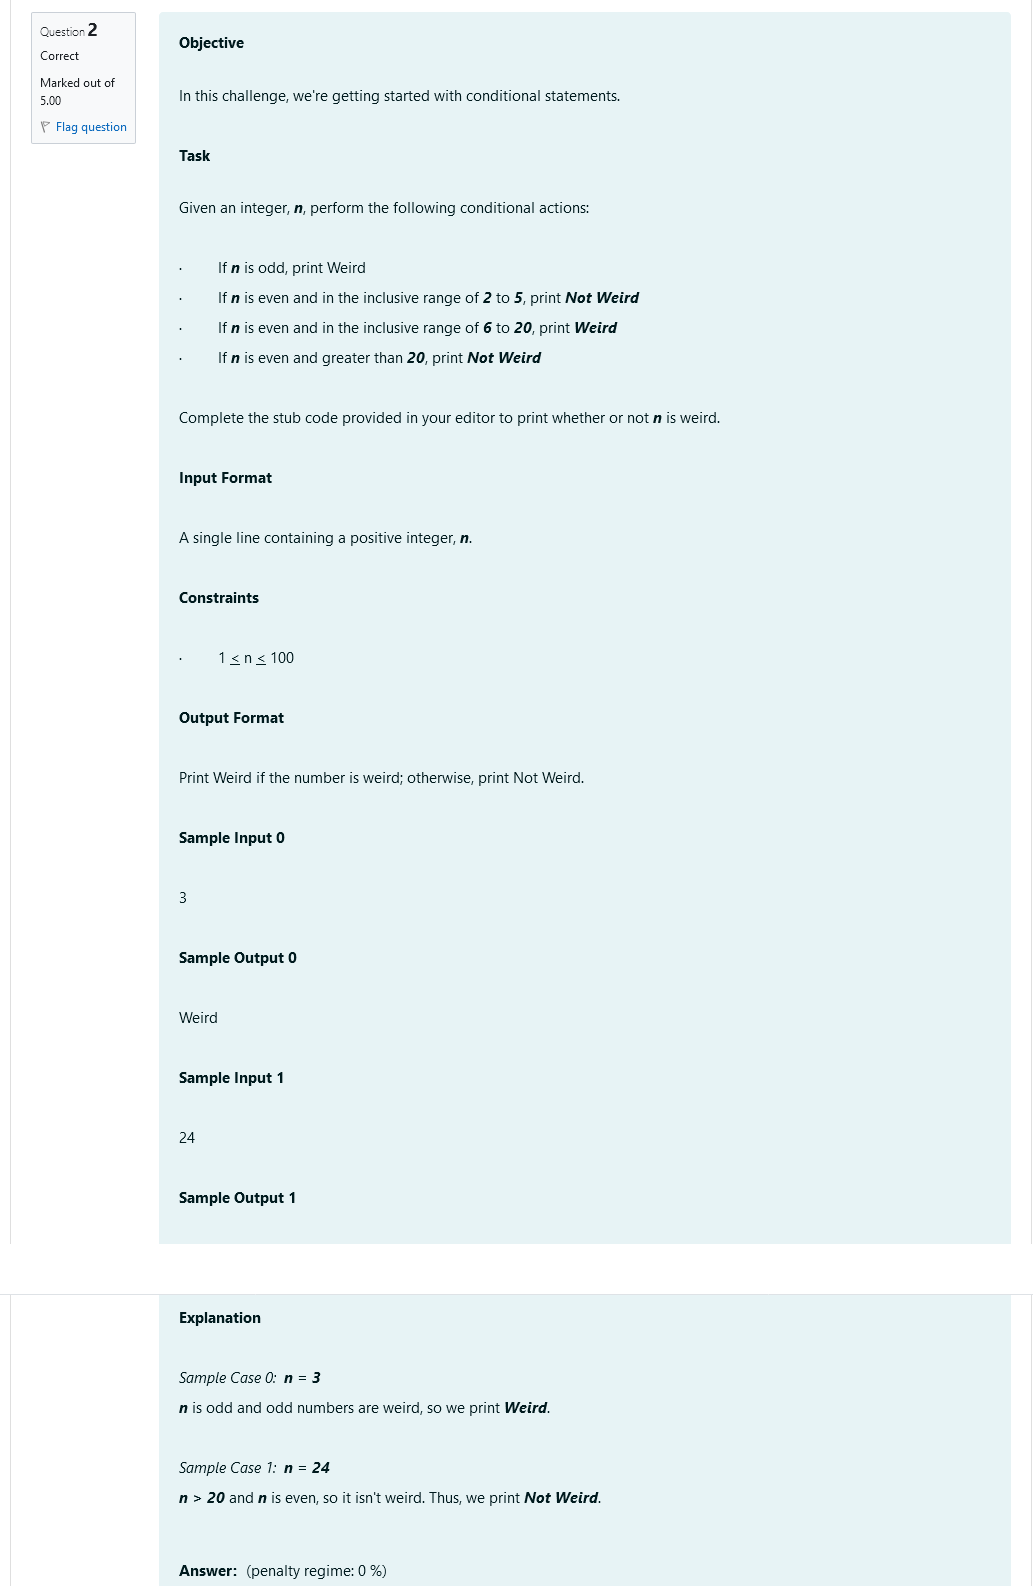 Question 2
Correct
Marked out of
5.00
Flag question
Objective
In this challenge, we're getting started with conditional statements.
Task
Given an integer, n, perform the following conditional actions:
· If n is odd, print Weird
· If n is even and in the inclusive range of 2 to 5, print Not Weird
· If n is even and in the inclusive range of 6 to 20, print Weird
· If n is even and greater than 20, print Not Weird
Complete the stub code provided in your editor to print whether or not n is weird.
Input Format
A single line containing a positive integer, n.
Constraints
· 1 < n < 100
Output Format
Print Weird if the number is weird; otherwise, print Not Weird.
Sample Input 0
3
Sample Output 0
Weird
Sample Input 1
24
Sample Output 1
Explanation
Sample Case 0: n = 3
n is odd and odd numbers are weird, so we print Weird.
Sample Case 1: n = 24
n > 20 and n is even, so it isn't weird. Thus, we print Not Weird.
Answer: (penalty regime: 0 %)